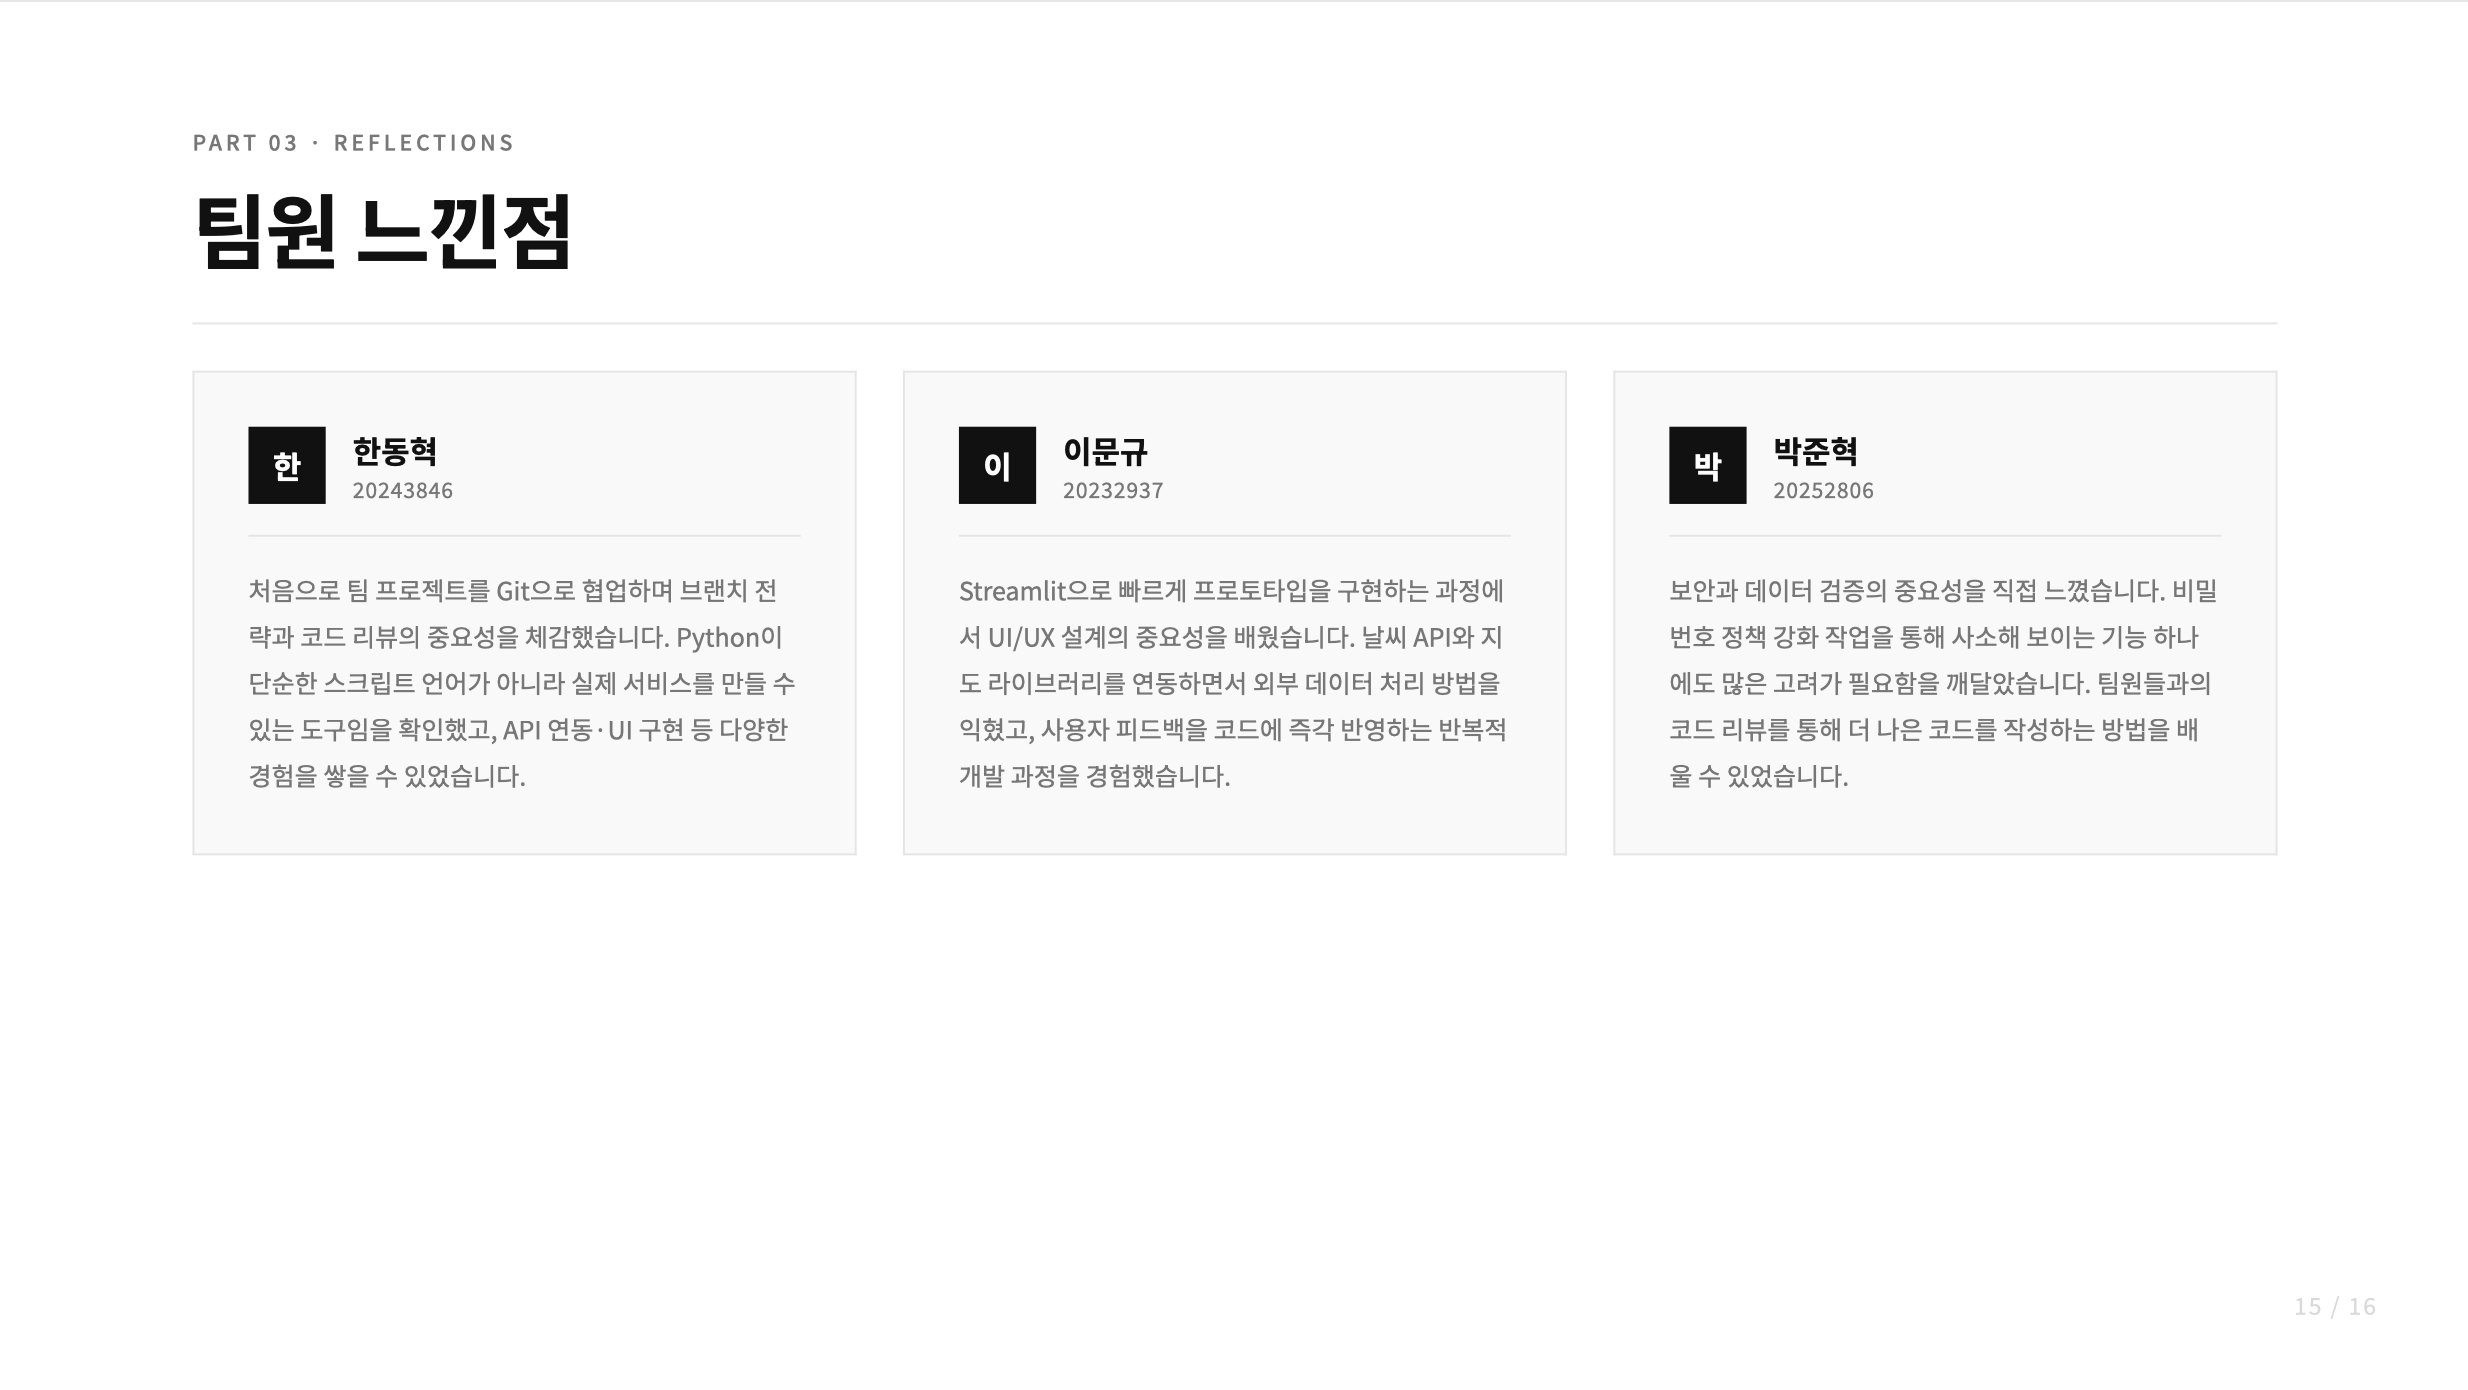 PART 03 · REFLECTIONS
팀원 느낀점
한
한동혁
20243846
처음으로 팀 프로젝트를 Git으로 협업하며 브랜치 전
략과 코드 리뷰의 중요성을 체감했습니다. Python이
단순한 스크립트 언어가 아니라 실제 서비스를 만들 수
있는 도구임을 확인했고, API 연동·UI 구현 등 다양한
경험을 쌓을 수 있었습니다.
이
이문규
20232937
Streamlit으로 빠르게 프로토타입을 구현하는 과정에
서 UI/UX 설계의 중요성을 배웠습니다. 날씨 API와 지
도 라이브러리를 연동하면서 외부 데이터 처리 방법을
익혔고, 사용자 피드백을 코드에 즉각 반영하는 반복적
개발 과정을 경험했습니다.
박
박준혁
20252806
보안과 데이터 검증의 중요성을 직접 느꼈습니다. 비밀
번호 정책 강화 작업을 통해 사소해 보이는 기능 하나
에도 많은 고려가 필요함을 깨달았습니다. 팀원들과의
코드 리뷰를 통해 더 나은 코드를 작성하는 방법을 배
울 수 있었습니다.
15 / 16